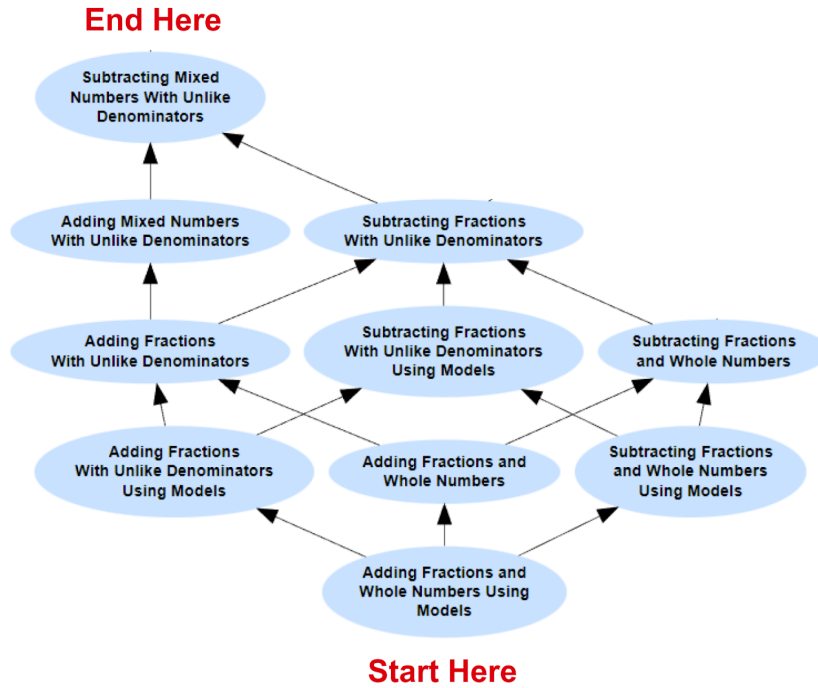 End Here
Subtracting Mixed
Numbers With Unlike
Denominators
Adding Mixed Numbers
With Unlike Denominators
Subtracting Fractions
With Unlike Denominators
Adding Fractions
With Unlike Denominators
Subtracting Fractions
With Unlike Denominators
Using Models
Subtracting Fractions
and Whole Numbers
Adding Fractions
With Unlike Denominators
Using Models
Adding Fractions and
Whole Numbers
Subtracting Fractions
and Whole Numbers
Using Models
Adding Fractions and
Whole Numbers Using
Models
Start Here